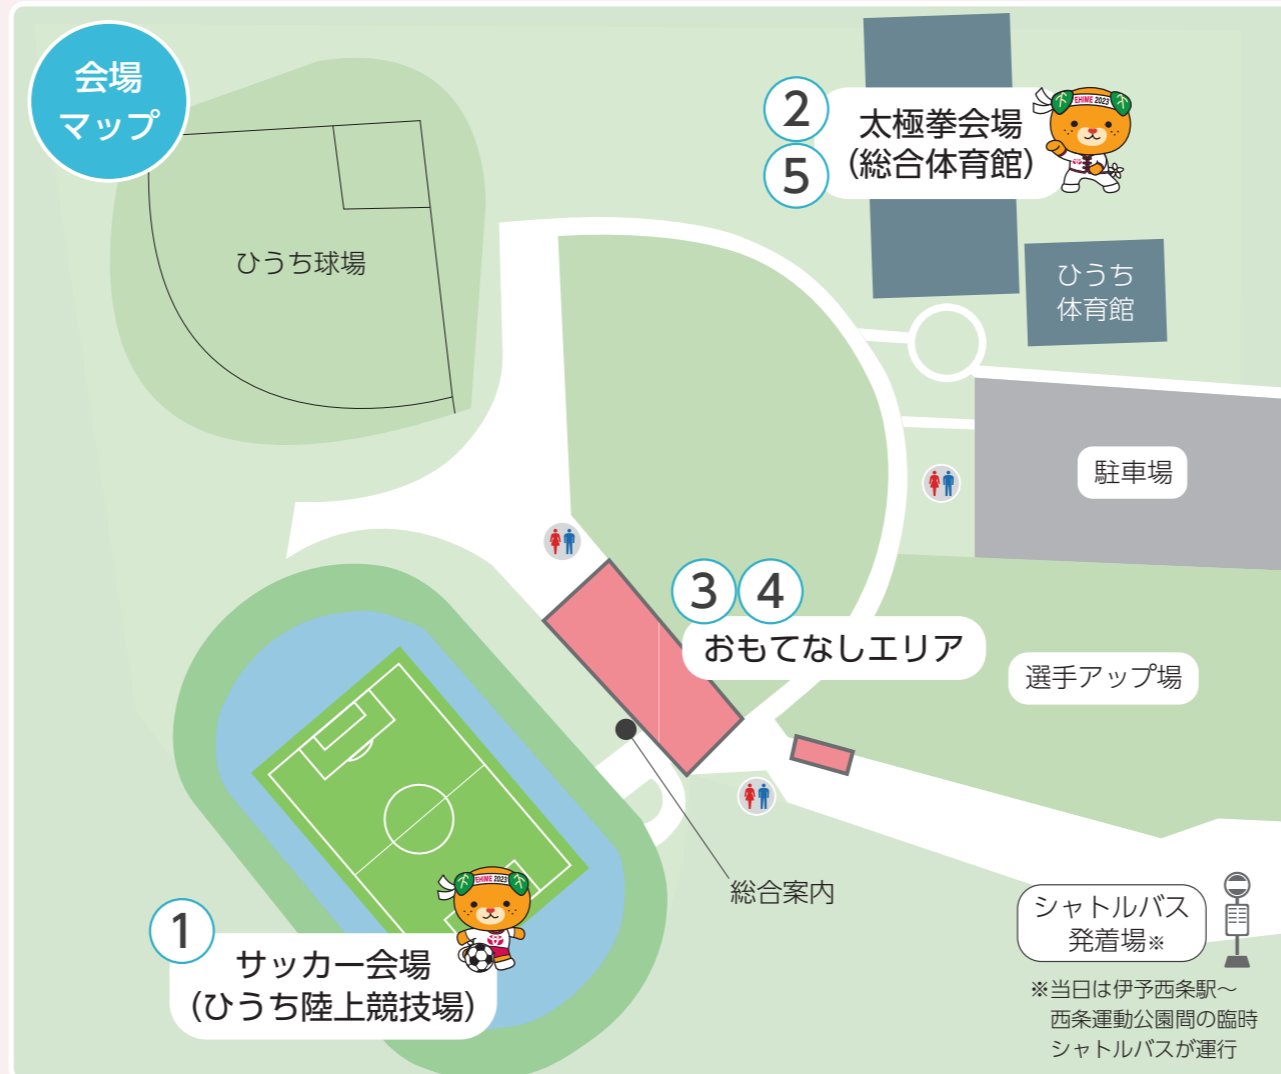 会場
マップ
ひうち球場
2
5
太極拳会場
(総合体育館)
EHIME 2023
ひうち
体育館
駐車場
3 4
おもてなしエリア
選手アップ場
総合案内
1
サッカー会場
(ひうち陸上競技場)
EHIME 2023
シャトルバス
発着場※
※当日は伊予西条駅～
西条運動公園間の臨時
シャトルバスが運行